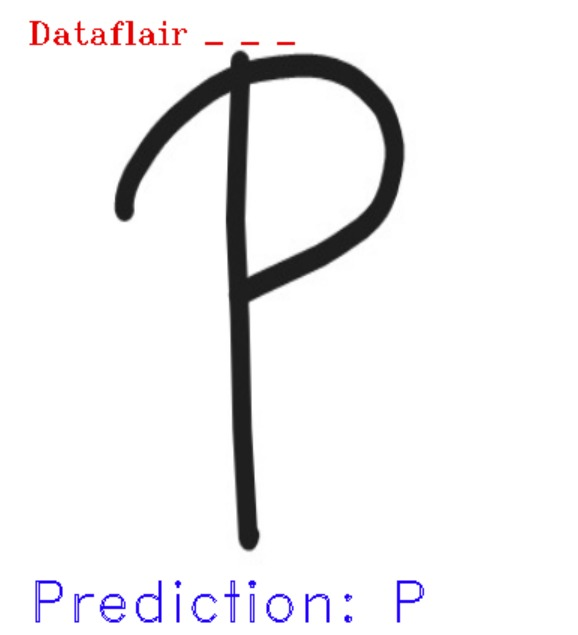 Dataflair _ _ _
P
Prediction: P